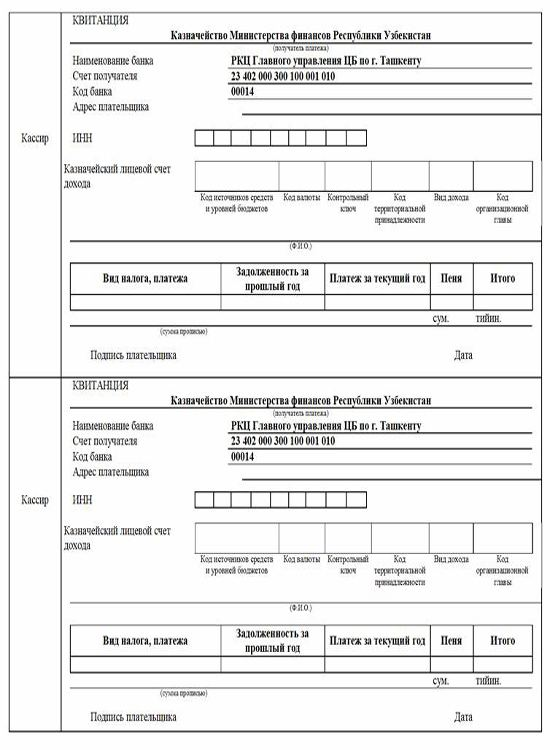 КВИТАНЦИЯ
Казначейство Министерства финансов Республики Узбекистан
(получатель платежа)
Наименование банка РКЦ Главного управления ЦБ по г. Ташкенту
Счет получателя 23 402 000 300 100 001 010
Код банка 00014
Адрес плательщика
Кассир ИНН
Казначейский лицевой счет
дохода
Код источников средств Код валюты Контрольный Код Вид дохода Код
и уровней бюджетов ключ территориальной организационной
принадлежности главы
(Ф.И.О.)
Вид налога, платежа Задолженность за Платеж за текущий год Пеня Итого
прошлый год
сум. тийин.
(сумма прописью)
Подпись плательщика Дата
КВИТАНЦИЯ
Казначейство Министерства финансов Республики Узбекистан
(получатель платежа)
Наименование банка РКЦ Главного управления ЦБ по г. Ташкенту
Счет получателя 23 402 000 300 100 001 010
Код банка 00014
Адрес плательщика
Кассир ИНН
Казначейский лицевой счет
дохода
Код источников средств Код валюты Контрольный Код Вид дохода Код
и уровней бюджетов ключ территориальной организационной
принадлежности главы
(Ф.И.О.)
Вид налога, платежа Задолженность за Платеж за текущий год Пеня Итого
прошлый год
сум. тийин.
(сумма прописью)
Подпись плательщика Дата